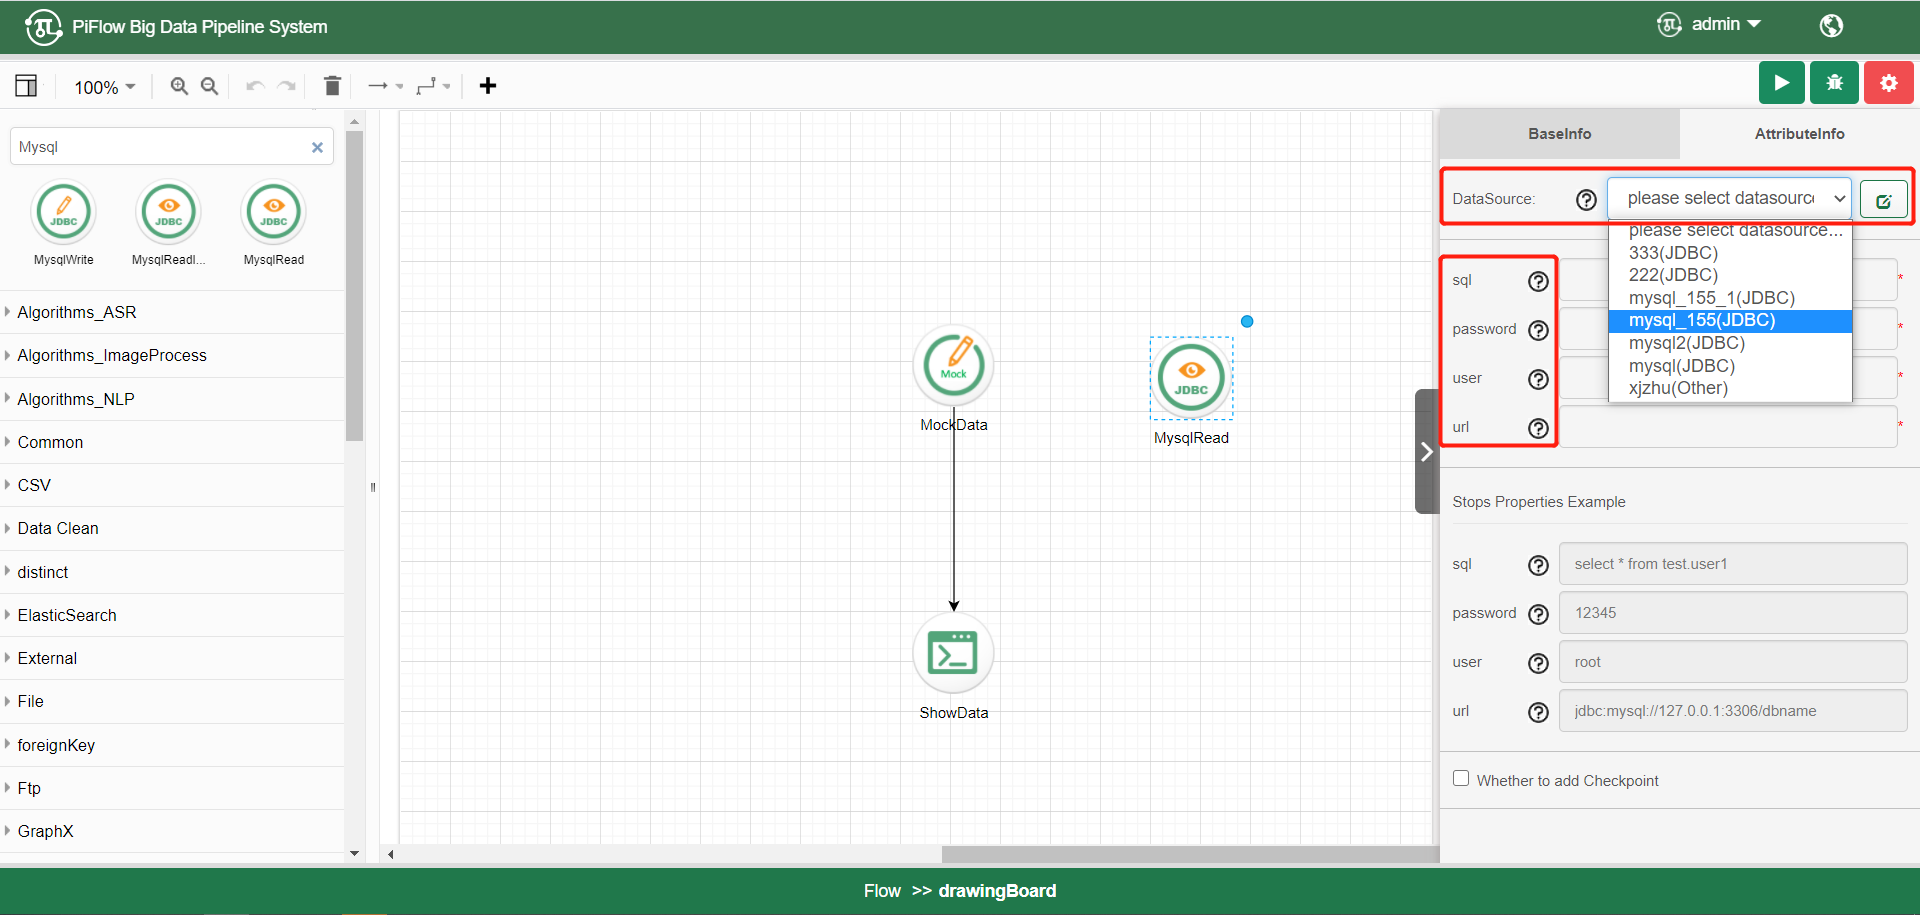 PiFlow Big Data Pipeline System
admin
100%
Mysql
JDBC
JDBC
JDBC
MysqlWrite
MysqlReadI...
MysqlRead
Algorithms_ASR
Algorithms_ImageProcess
Algorithms_NLP
Common
CSV
Data Clean
distinct
ElasticSearch
External
File
foreignKey
Ftp
GraphX
Mock
MockData
JDBC
MysqlRead
ShowData
BaseInfo
AttributeInfo
DataSource:
please select datasource
please select datasource...
333(JDBC)
222(JDBC)
mysql_155_1(JDBC)
mysql_155(JDBC)
mysql2(JDBC)
mysql(JDBC)
xjzhu(Other)
sql
*
password
*
user
*
url
*
Stops Properties Example
sql
select * from test.user1
password
12345
user
root
url
jdbc:mysql://127.0.0.1:3306/dbname
Whether to add Checkpoint
Flow >> drawingBoard